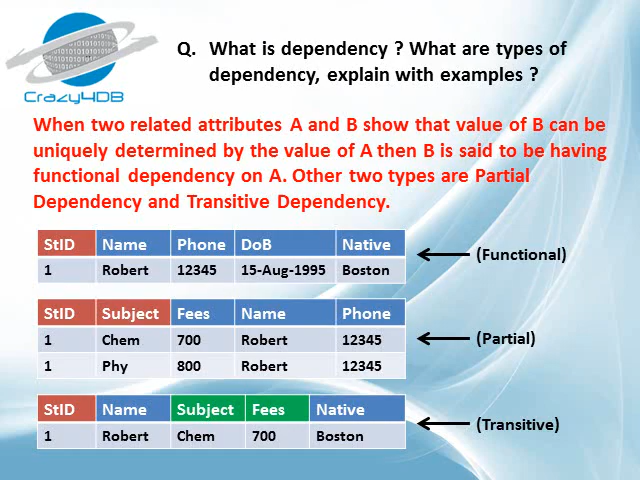 Crazy4DB
Q. What is dependency ? What are types of
dependency, explain with examples ?
When two related attributes A and B show that value of B can be
uniquely determined by the value of A then B is said to be having
functional dependency on A. Other two types are Partial
Dependency and Transitive Dependency.
StID Name Phone DoB Native
1 Robert 12345 15-Aug-1995 Boston
(Functional)
StID Subject Fees Name Phone
1 Chem 700 Robert 12345
1 Phy 800 Robert 12345
(Partial)
StID Name Subject Fees Native
1 Robert Chem 700 Boston
(Transitive)